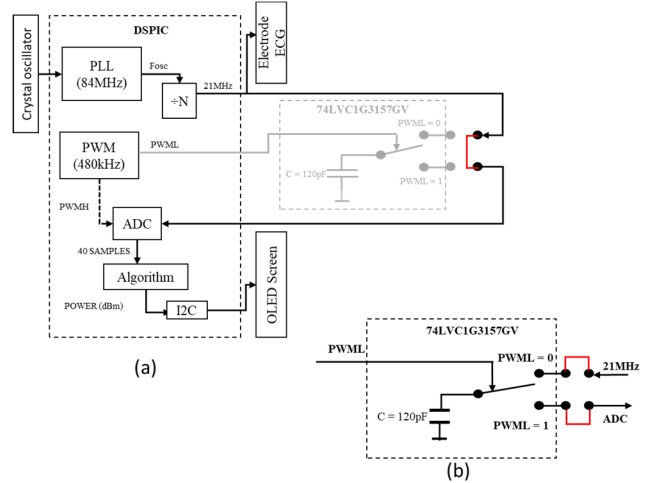 Crystal oscillator
DSPIC
PLL
(84MHz)
Fosc
÷N
21MHz
Electrode
ECG
74LVC1G3157GV
PWML = 0
C = 120pF
PWML = 1
PWM
(480kHz)
PWML
PWMH
ADC
40 SAMPLES
Algorithm
POWER (dBm)
I2C
OLED Screen
(a)
74LVC1G3157GV
PWML
PWML = 0
21MHz
C = 120pF
PWML = 1
ADC
(b)